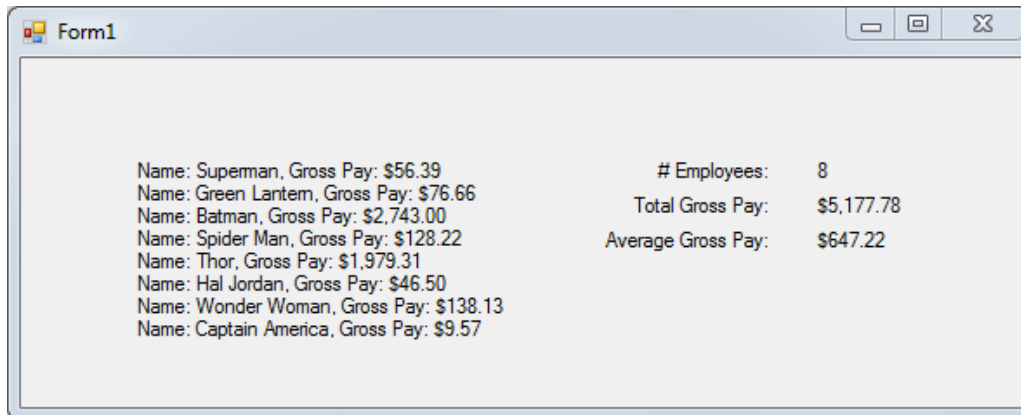 Form1
Name: Superman, Gross Pay: $56.39
Name: Green Lantern, Gross Pay: $76.66
Name: Batman, Gross Pay: $2,743.00
Name: Spider Man, Gross Pay: $128.22
Name: Thor, Gross Pay: $1,979.31
Name: Hal Jordan, Gross Pay: $46.50
Name: Wonder Woman, Gross Pay: $138.13
Name: Captain America, Gross Pay: $9.57
# Employees: 8
Total Gross Pay: $5,177.78
Average Gross Pay: $647.22